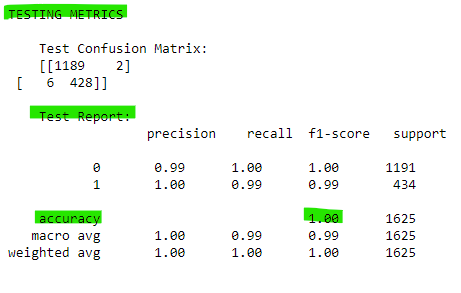 TESTING METRICS
Test Confusion Matrix:
[[1189 2]
[ 6 428]]
Test Report:
precision recall f1-score support
0 0.99 1.00 1.00 1191
1 1.00 0.99 0.99 434
accuracy 1.00 1625
macro avg 1.00 0.99 0.99 1625
weighted avg 1.00 1.00 1.00 1625